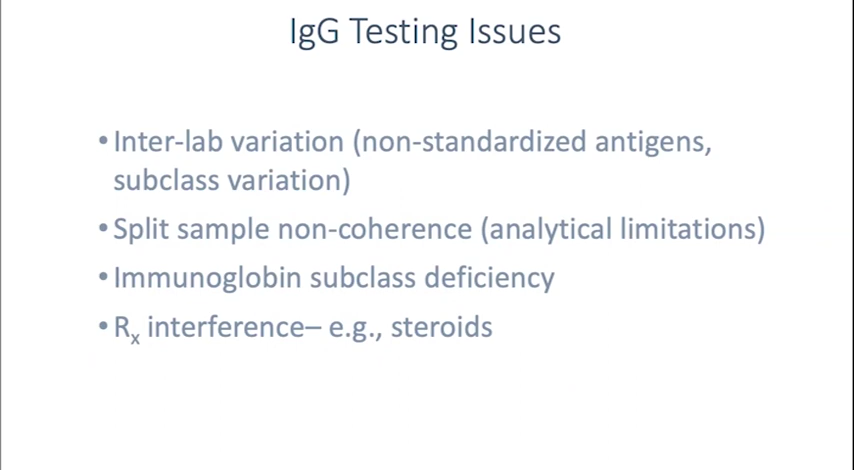 IgG Testing Issues
• Inter-lab variation (non-standardized antigens,
subclass variation)
• Split sample non-coherence (analytical limitations)
• Immunoglobin subclass deficiency
• Rx interference– e.g., steroids